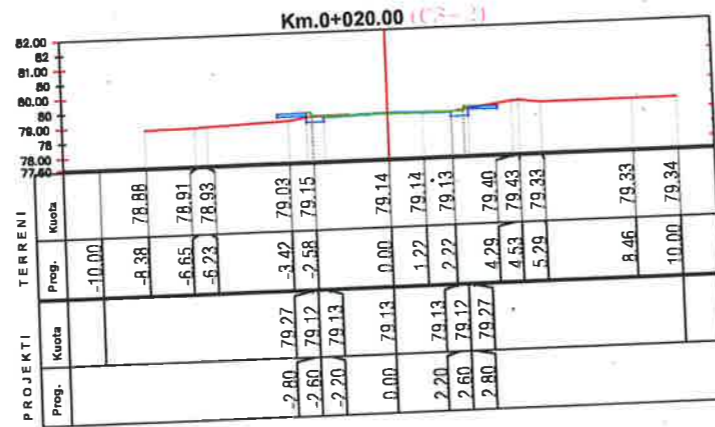 Km.0+020.00 (C3-2)
82.00
82
81
80
80.00
79
79.00
78
78.00
77.50
TERRENI
Kuota
78.88 78.91 78.93 79.03 79.15 79.14 79.14 79.13 79.40 79.43 79.33 79.33 79.34
Prog.
-10.00 -8.38 -6.65 -6.23 -3.42 -2.58 0.00 1.22 2.22 4.29 4.53 5.29 8.46 10.00
PROJEKTI
Kuota
79.27 79.12 79.13 79.13 79.13 79.12 79.27
Prog.
-2.80 -2.60 -2.20 0.00 2.20 2.60 2.80